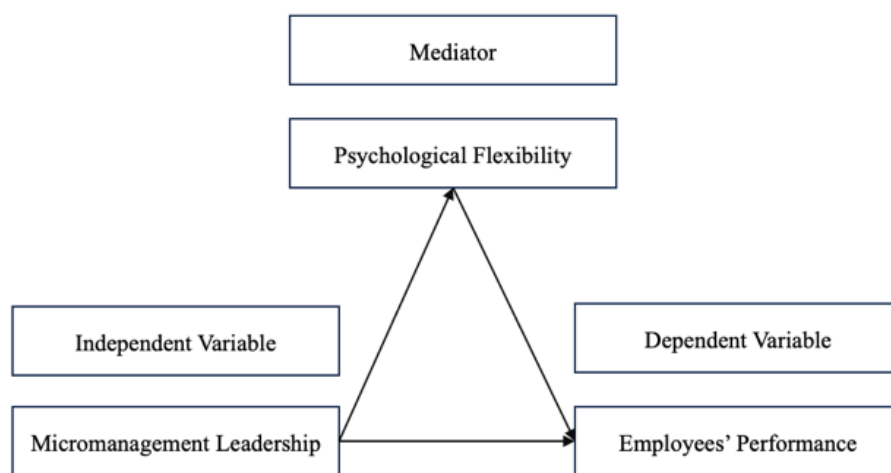 Mediator
Psychological Flexibility
Independent Variable
Dependent Variable
Micromanagement Leadership
Employees’ Performance